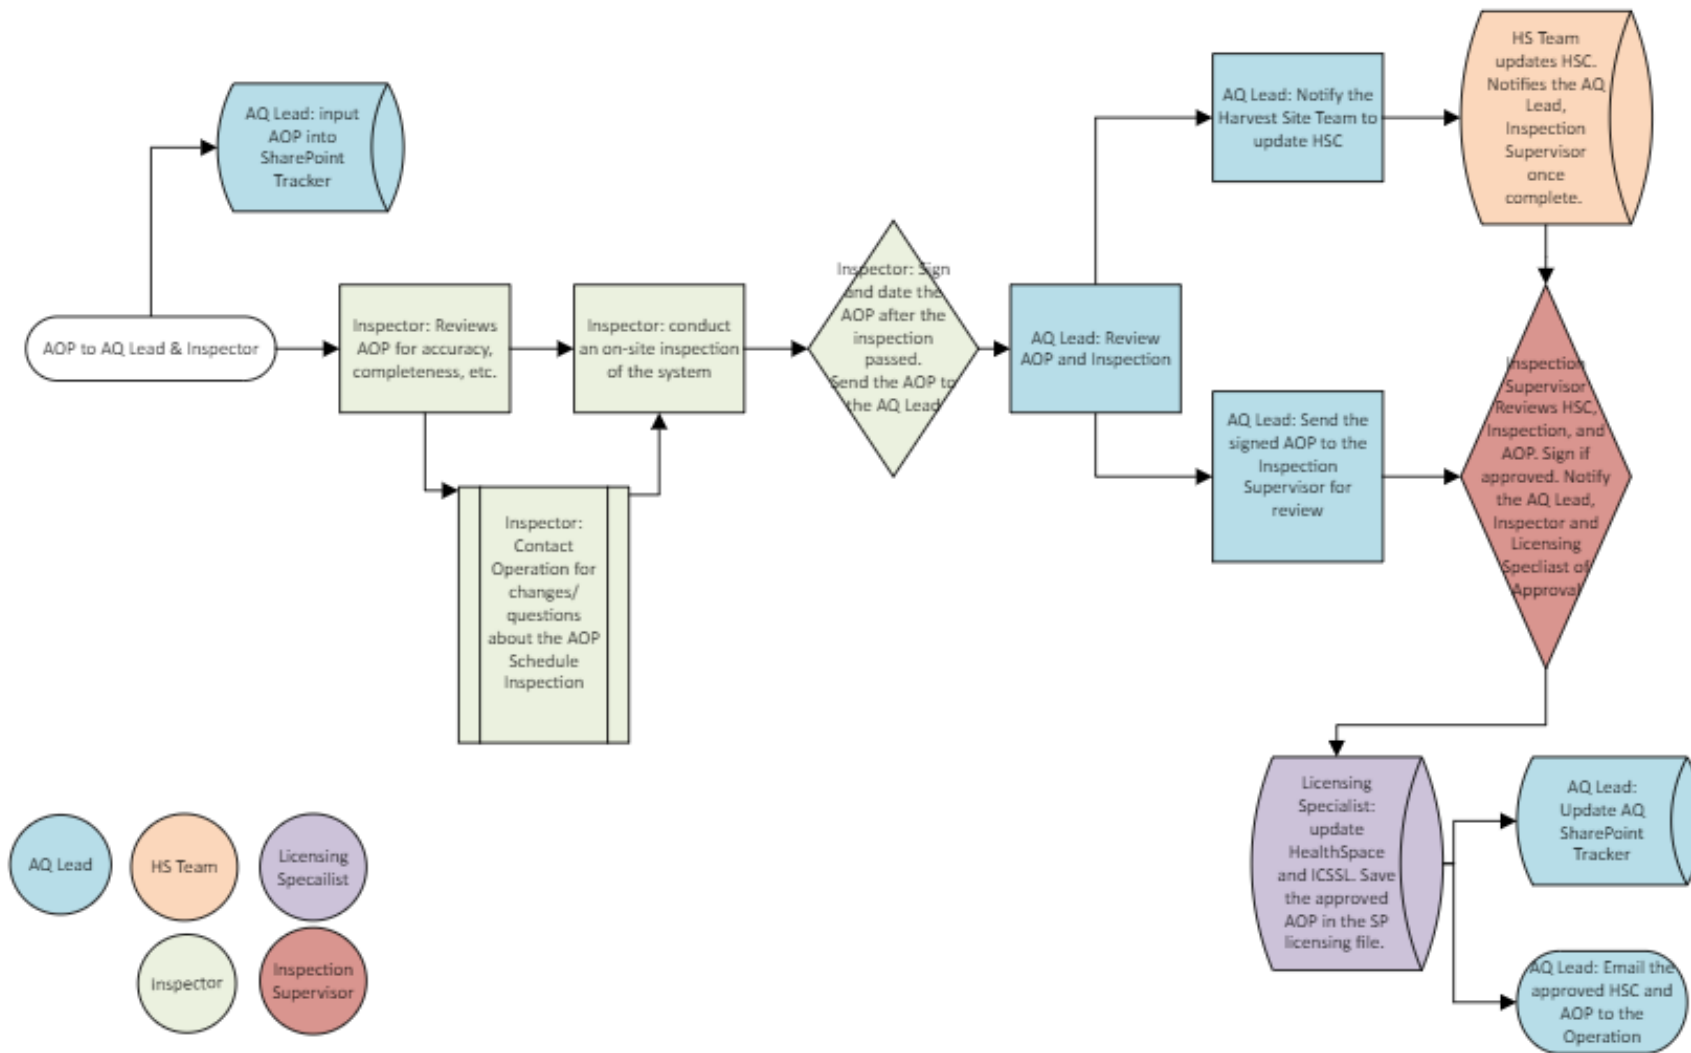 AQ Lead: input
AOP into
SharePoint
Tracker
AOP to AQ Lead & Inspector
Inspector: Reviews
AOP for accuracy,
completeness, etc.
Inspector: conduct
an on-site inspection
of the system
Inspector:
Contact
Operation for
changes/
questions
about the AOP
Schedule
Inspection
Inspector: Sign
and date the
AOP after the
inspection
passed.
Send the AOP to
the AQ Lead
AQ Lead: Review
AOP and Inspection
AQ Lead: Notify the
Harvest Site Team to
update HSC
HS Team
updates HSC.
Notifies the AQ
Lead,
Inspection
Supervisor
once
complete.
AQ Lead: Send the
signed AOP to the
Inspection
Supervisor for
review
Inspection
Supervisor
Reviews HSC,
Inspection, and
AOP. Sign if
approved. Notify
the AQ Lead,
Inspector and
Licensing
Specliast of
Approval
Licensing
Specialist:
update
HealthSpace
and ICSSL. Save
the approved
AOP in the SP
licensing file.
AQ Lead:
Update AQ
SharePoint
Tracker
AQ Lead: Email the
approved HSC and
AOP to the
Operation
AQ Lead
HS Team
Licensing
Specailist
Inspector
Inspection
Supervisor